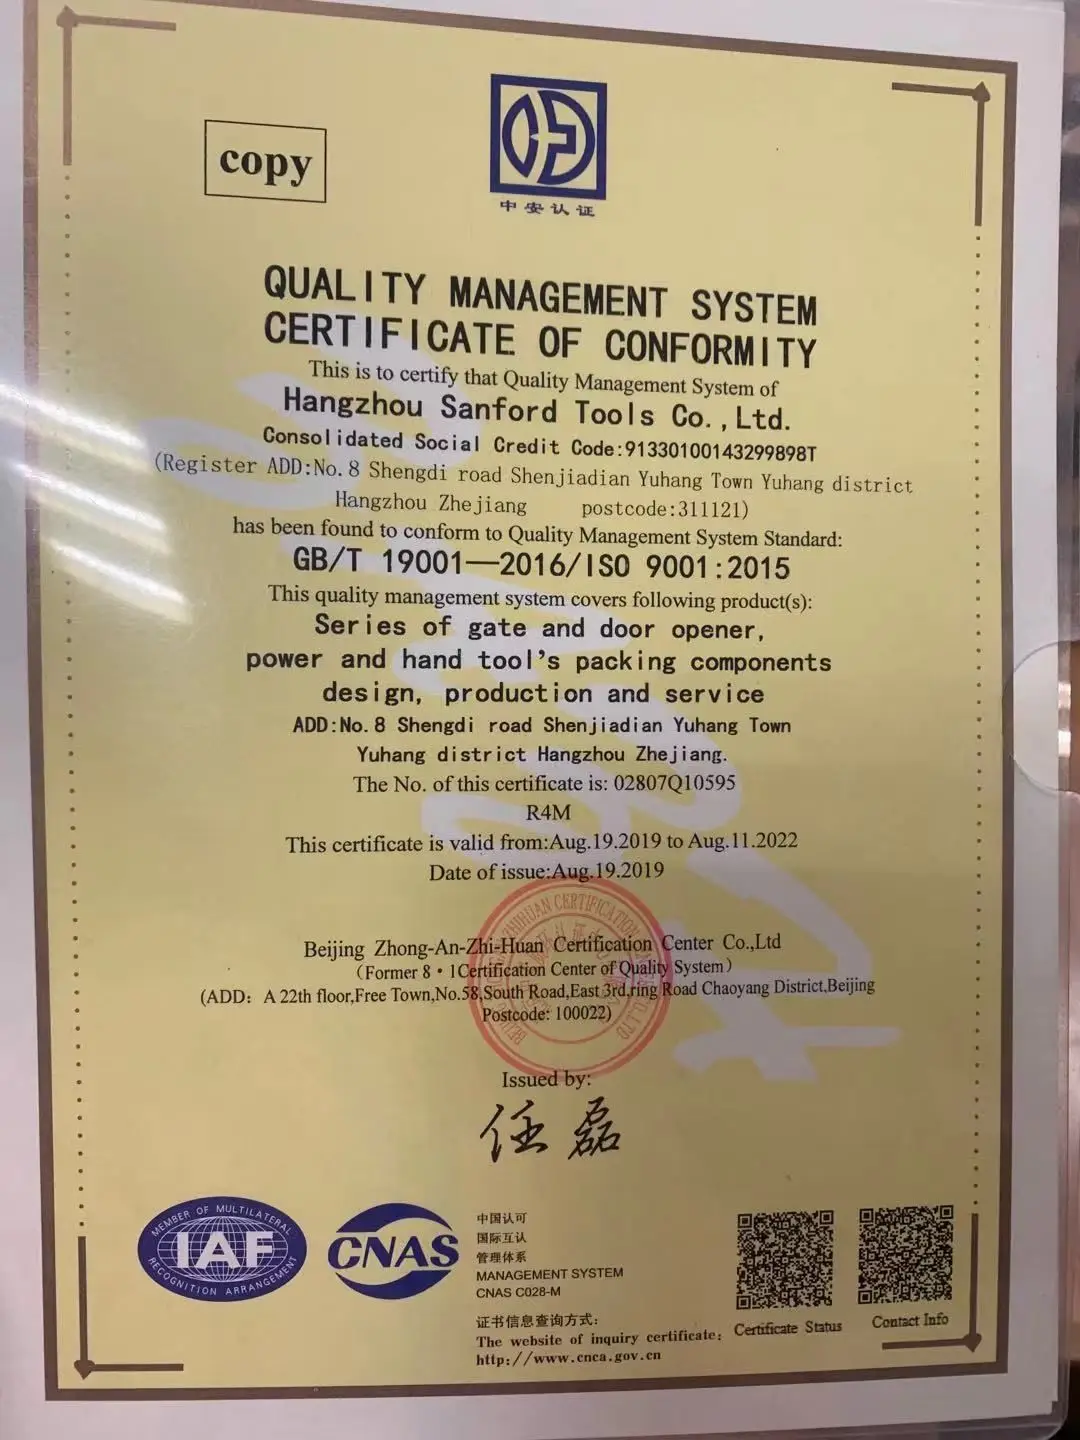 copy
中安认证
QUALITY MANAGEMENT SYSTEM
CERTIFICATE OF CONFORMITY
This is to certify that Quality Management System of
Hangzhou Sanford Tools Co.,Ltd.
Consolidated Social Credit Code:91330100143299898T
(Register ADD:No.8 Shengdi road Shenjiadian Yuhang Town Yuhang district
Hangzhou Zhejiang postcode:311121)
has been found to conform to Quality Management System Standard:
GB/T 19001—2016/ISO 9001:2015
This quality management system covers following product(s):
Series of gate and door opener,
power and hand tool's packing components
design, production and service
ADD:No.8 Shengdi road Shenjiadian Yuhang Town
Yuhang district Hangzhou Zhejiang.
The No. of this certificate is: 02807Q10595
R4M
This certificate is valid from:Aug.19.2019 to Aug.11.2022
Date of issue:Aug.19.2019
Beijing Zhong-An-Zhi-Huan Certification Center Co.,Ltd
(Former 8·1Certification Center of Quality System)
(ADD: A 22th floor,Free Town,No.58,South Road,East 3rd,ring Road Chaoyang District,Beijing
Postcode: 100022)
Issued by:
任磊
MEMBER OF MULTILATERAL
IAF
RECOGNITION ARRANGEMENT
CNAS
中国认可
国际互认
管理体系
MANAGEMENT SYSTEM
CNAS C028-M
证书信息查询方式:
The website of inquiry certificate:
http://www.cnca.gov.cn
Certificate Status
Contact Info